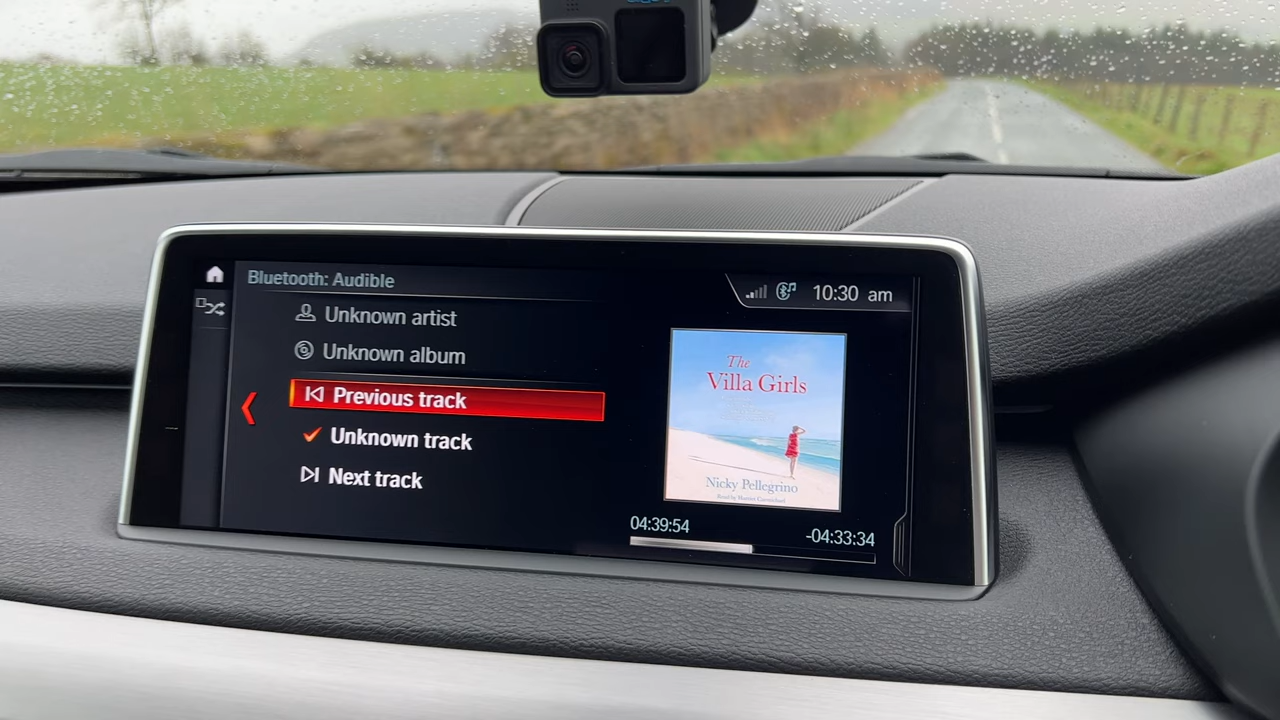 Bluetooth: Audible
10:30 am
Unknown artist
Unknown album
Previous track
Unknown track
Next track
The
Villa Girls
Nicky Pellegrino
04:39:54
-04:33:34